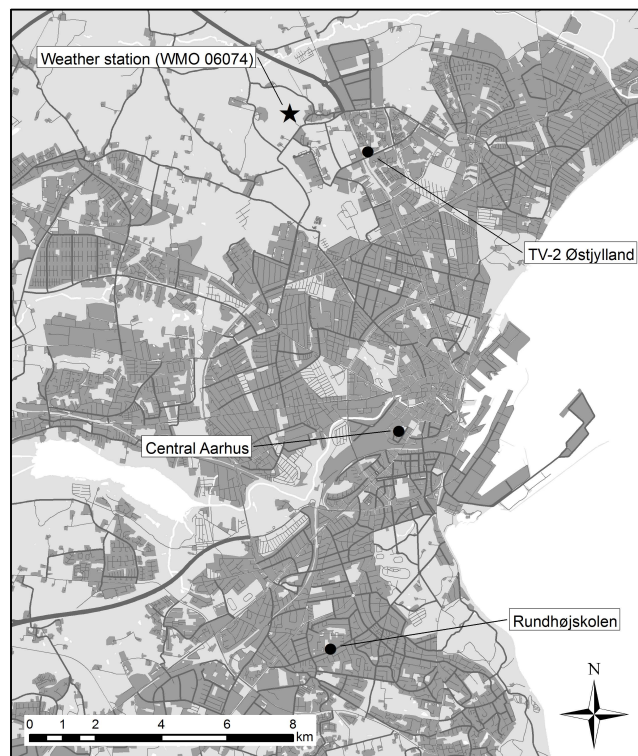 Weather station (WMO 06074)
TV-2 Østjylland
Central Aarhus
Rundhøjskolen
N
0 1 2 4 6 8
km